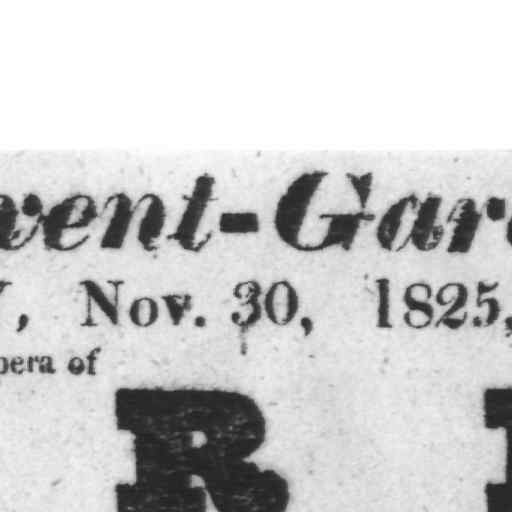 vent-Gar
Y, Nov. 30, 1825,
pera of
R